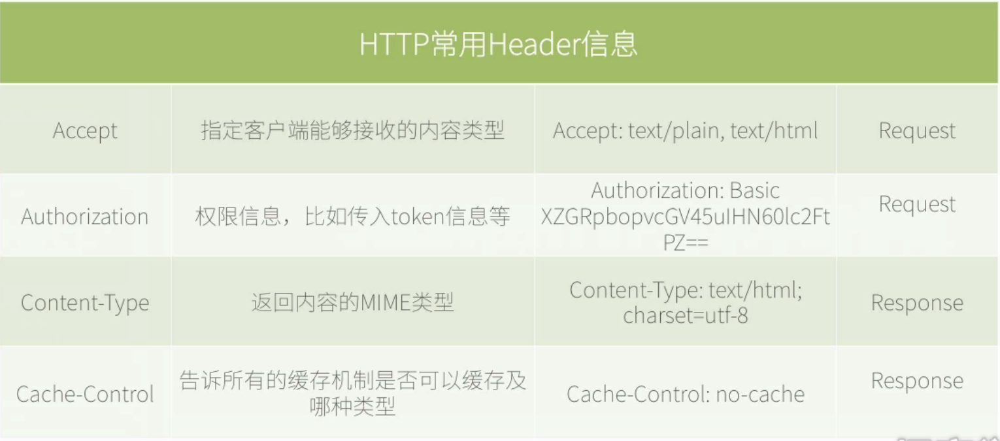 HTTP常用Header信息
Accept
指定客户端能够接收的内容类型
Accept: text/plain, text/html
Request
Authorization
权限信息，比如传入token信息等
Authorization: Basic
XZGRpbopvcGV45uIHN60lc2Ft
PZ==
Request
Content-Type
返回内容的MIME类型
Content-Type: text/html;
charset=utf-8
Response
Cache-Control
告诉所有的缓存机制是否可以缓存及
哪种类型
Cache-Control: no-cache
Response